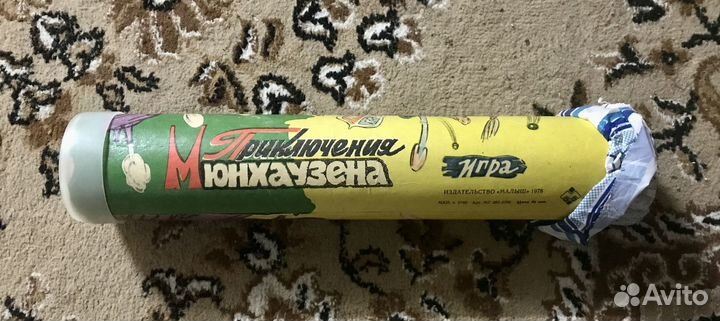 Приключения
Мюнхаузена
Игра
ИЗДАТЕЛЬСТВО «МАЛЫШ» 1978
Avito